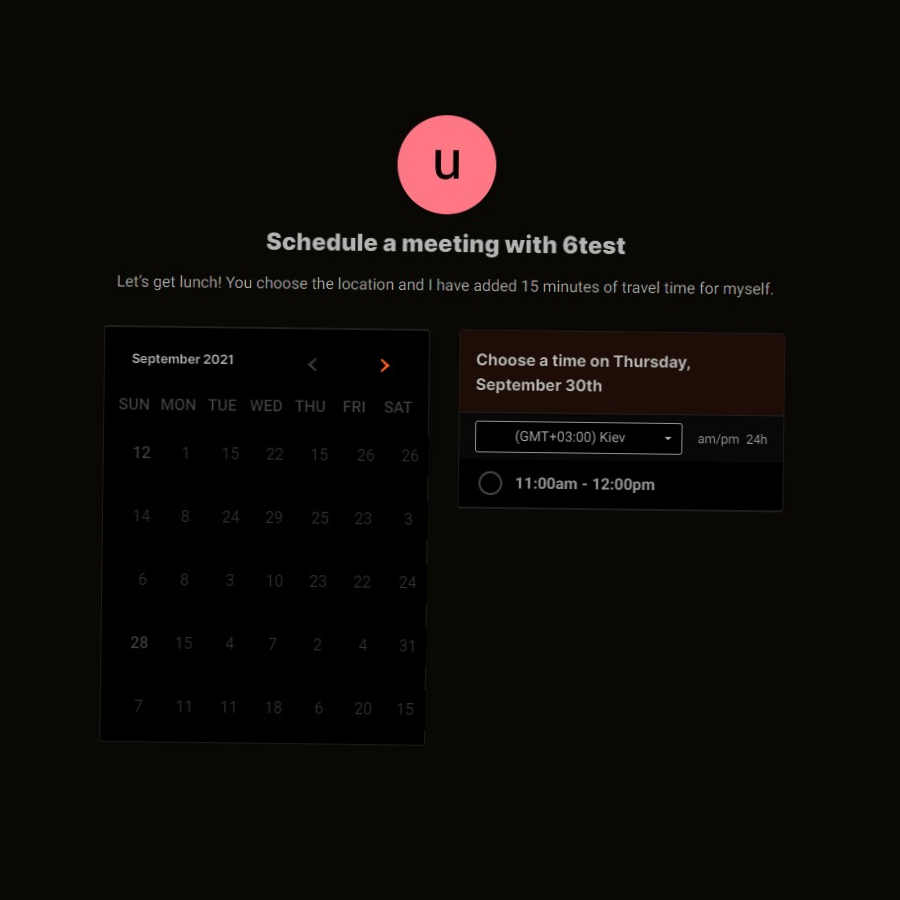 u
Schedule a meeting with 6test
Let's get lunch! You choose the location and I have added 15 minutes of travel time for myself.
September 2021
SUN MON TUE WED THU FRI SAT
12 1 15 22 15 26 26
14 8 24 29 25 23 3
6 8 3 10 23 22 24
28 15 4 7 2 4 31
7 11 11 18 6 20 15
Choose a time on Thursday,
September 30th
(GMT+03:00) Kiev am/pm 24h
11:00am - 12:00pm